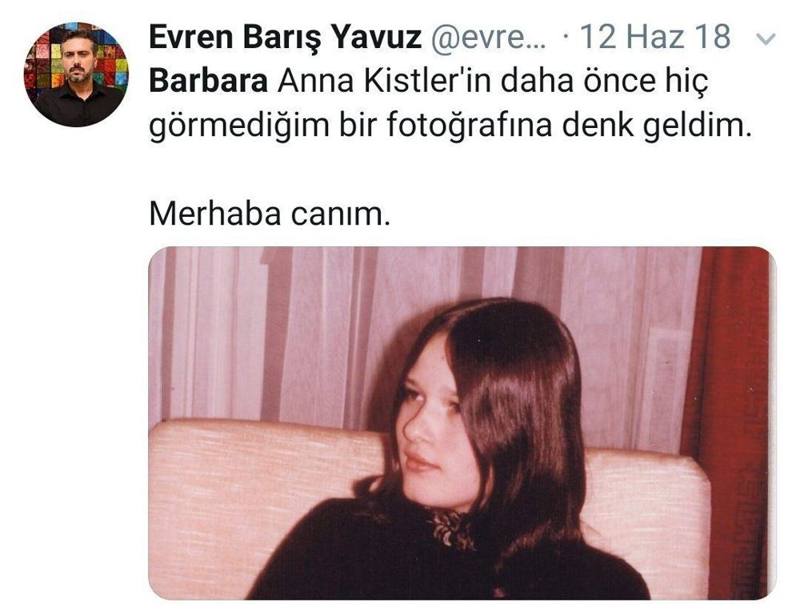 Evren Barış Yavuz @evre... · 12 Haz 18
Barbara Anna Kistler'in daha önce hiç
görmediğim bir fotoğrafına denk geldim.
Merhaba canım.